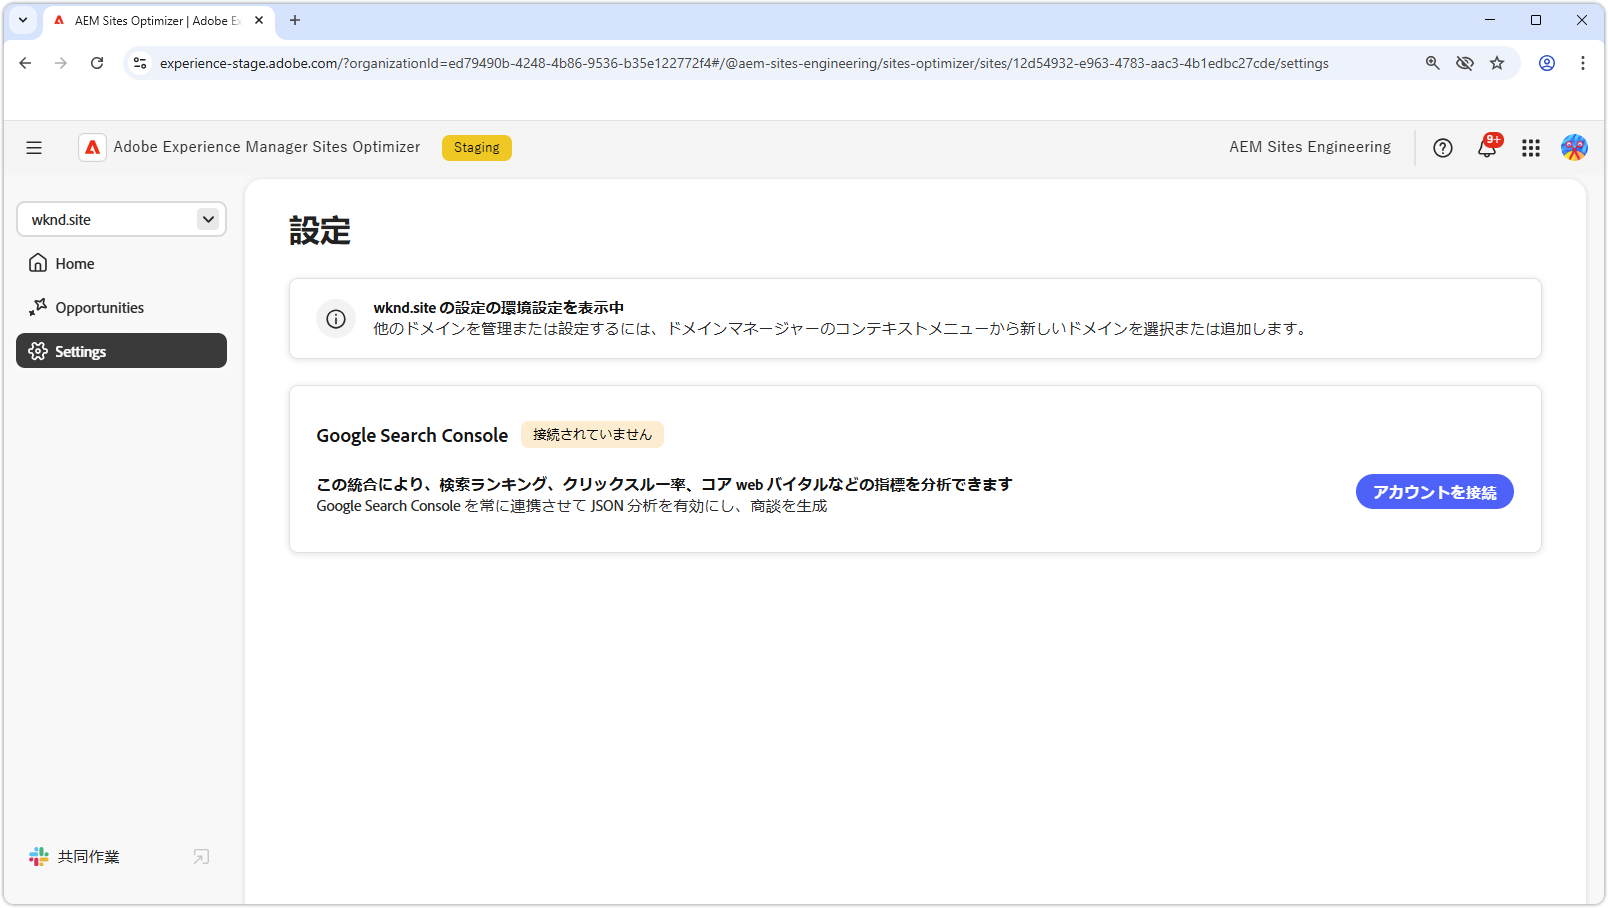 AEM Sites Optimizer | Adobe Ex
experience-stage.adobe.com/?organizationId=ed79490b-4248-4b86-9536-b35e122772f4#/@aem-sites-engineering/sites-optimizer/sites/12d54932-e963-4783-aac3-4b1edbc27cde/settings
Adobe Experience Manager Sites Optimizer
Staging
AEM Sites Engineering
9+
wknd.site
Home
Opportunities
Settings
共同作業
設定
wknd.site の設定の環境設定を表示中
他のドメインを管理または設定するには、ドメインマネージャーのコンテキストメニューから新しいドメインを選択または追加します。
Google Search Console 接続されていません
この統合により、検索ランキング、クリックスルー率、コア web バイタルなどの指標を分析できます
Google Search Console を常に連携させて JSON 分析を有効にし、商談を生成
アカウントを接続